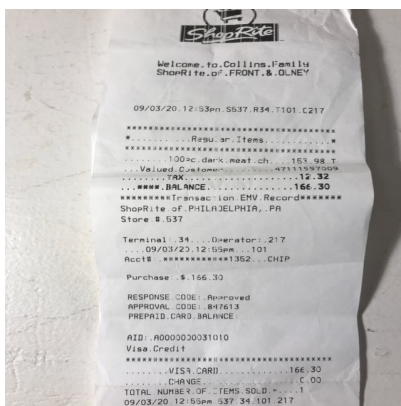 ShopRite
Welcome.to.Collins.Family
ShopRite.of.FRONT.&.OLNEY
09/03/20.12:53pm.S537.R34.T101.C217
*********************************
*..........Regular.Items..........*
*********************************
...100pc.dark.meat.ch....153.98.T
...Valued.Customer....47111597009
........TAX..............12.32
...****.BALANCE.............166.30
********Transaction.EMV.Record*******
ShopRite.of.PHILADELPHIA,.PA
Store.#.537
Terminal:.34....Operator:.217
....09/03/20.12:55pm...101
Acct#:.************1352...CHIP
Purchase:.$.166.30
RESPONSE.CODE:.Approved
APPROVAL.CODE:.847613
PREPAID.CARD.BALANCE:
AID:.A0000000031010
Visa.Credit
*********************************
........VISA.CARD............166.30
........CHANGE................0.00
TOTAL.NUMBER.OF.ITEMS.SOLD.=....1
09/03/20.12:55pm.537.34.101.217